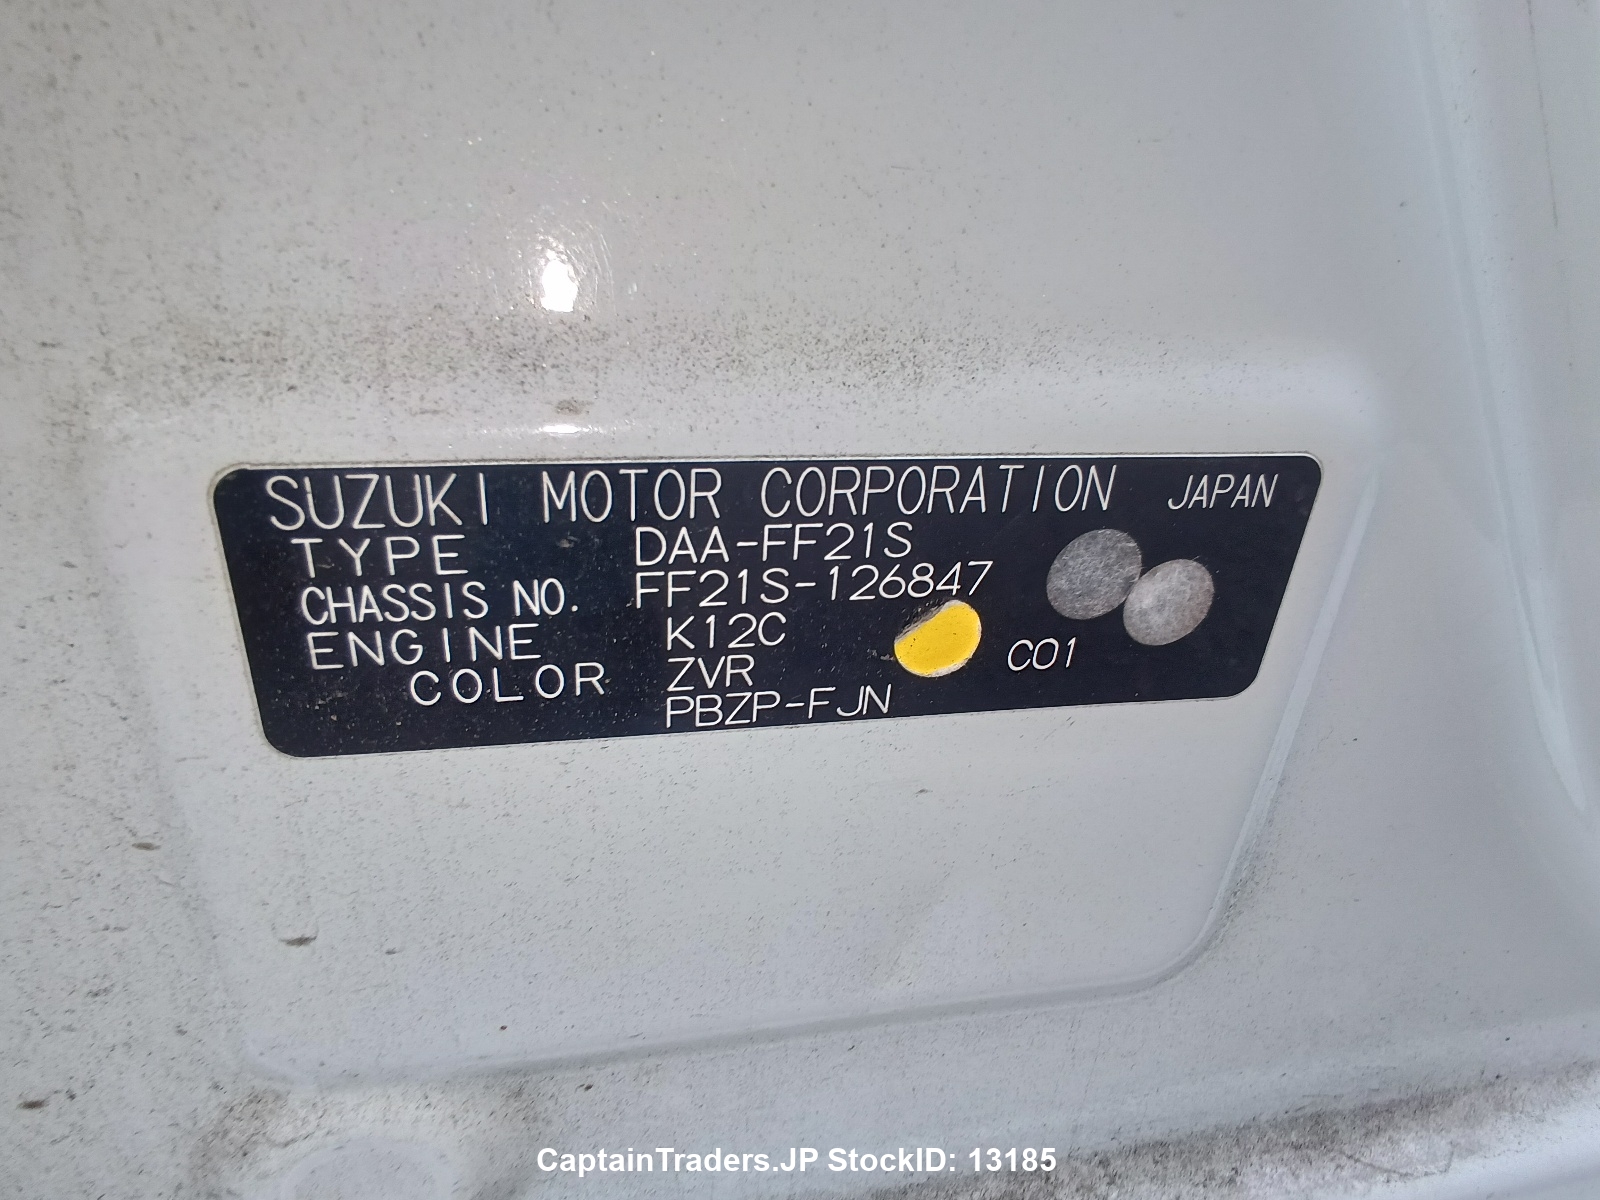 SUZUKI MOTOR CORPORATION JAPAN
TYPE DAA-FF21S
CHASSIS NO. FF21S-126847
ENGINE K12C
COLOR ZVR C01
PBZP-FJN
CaptainTraders.JP StockID: 13185